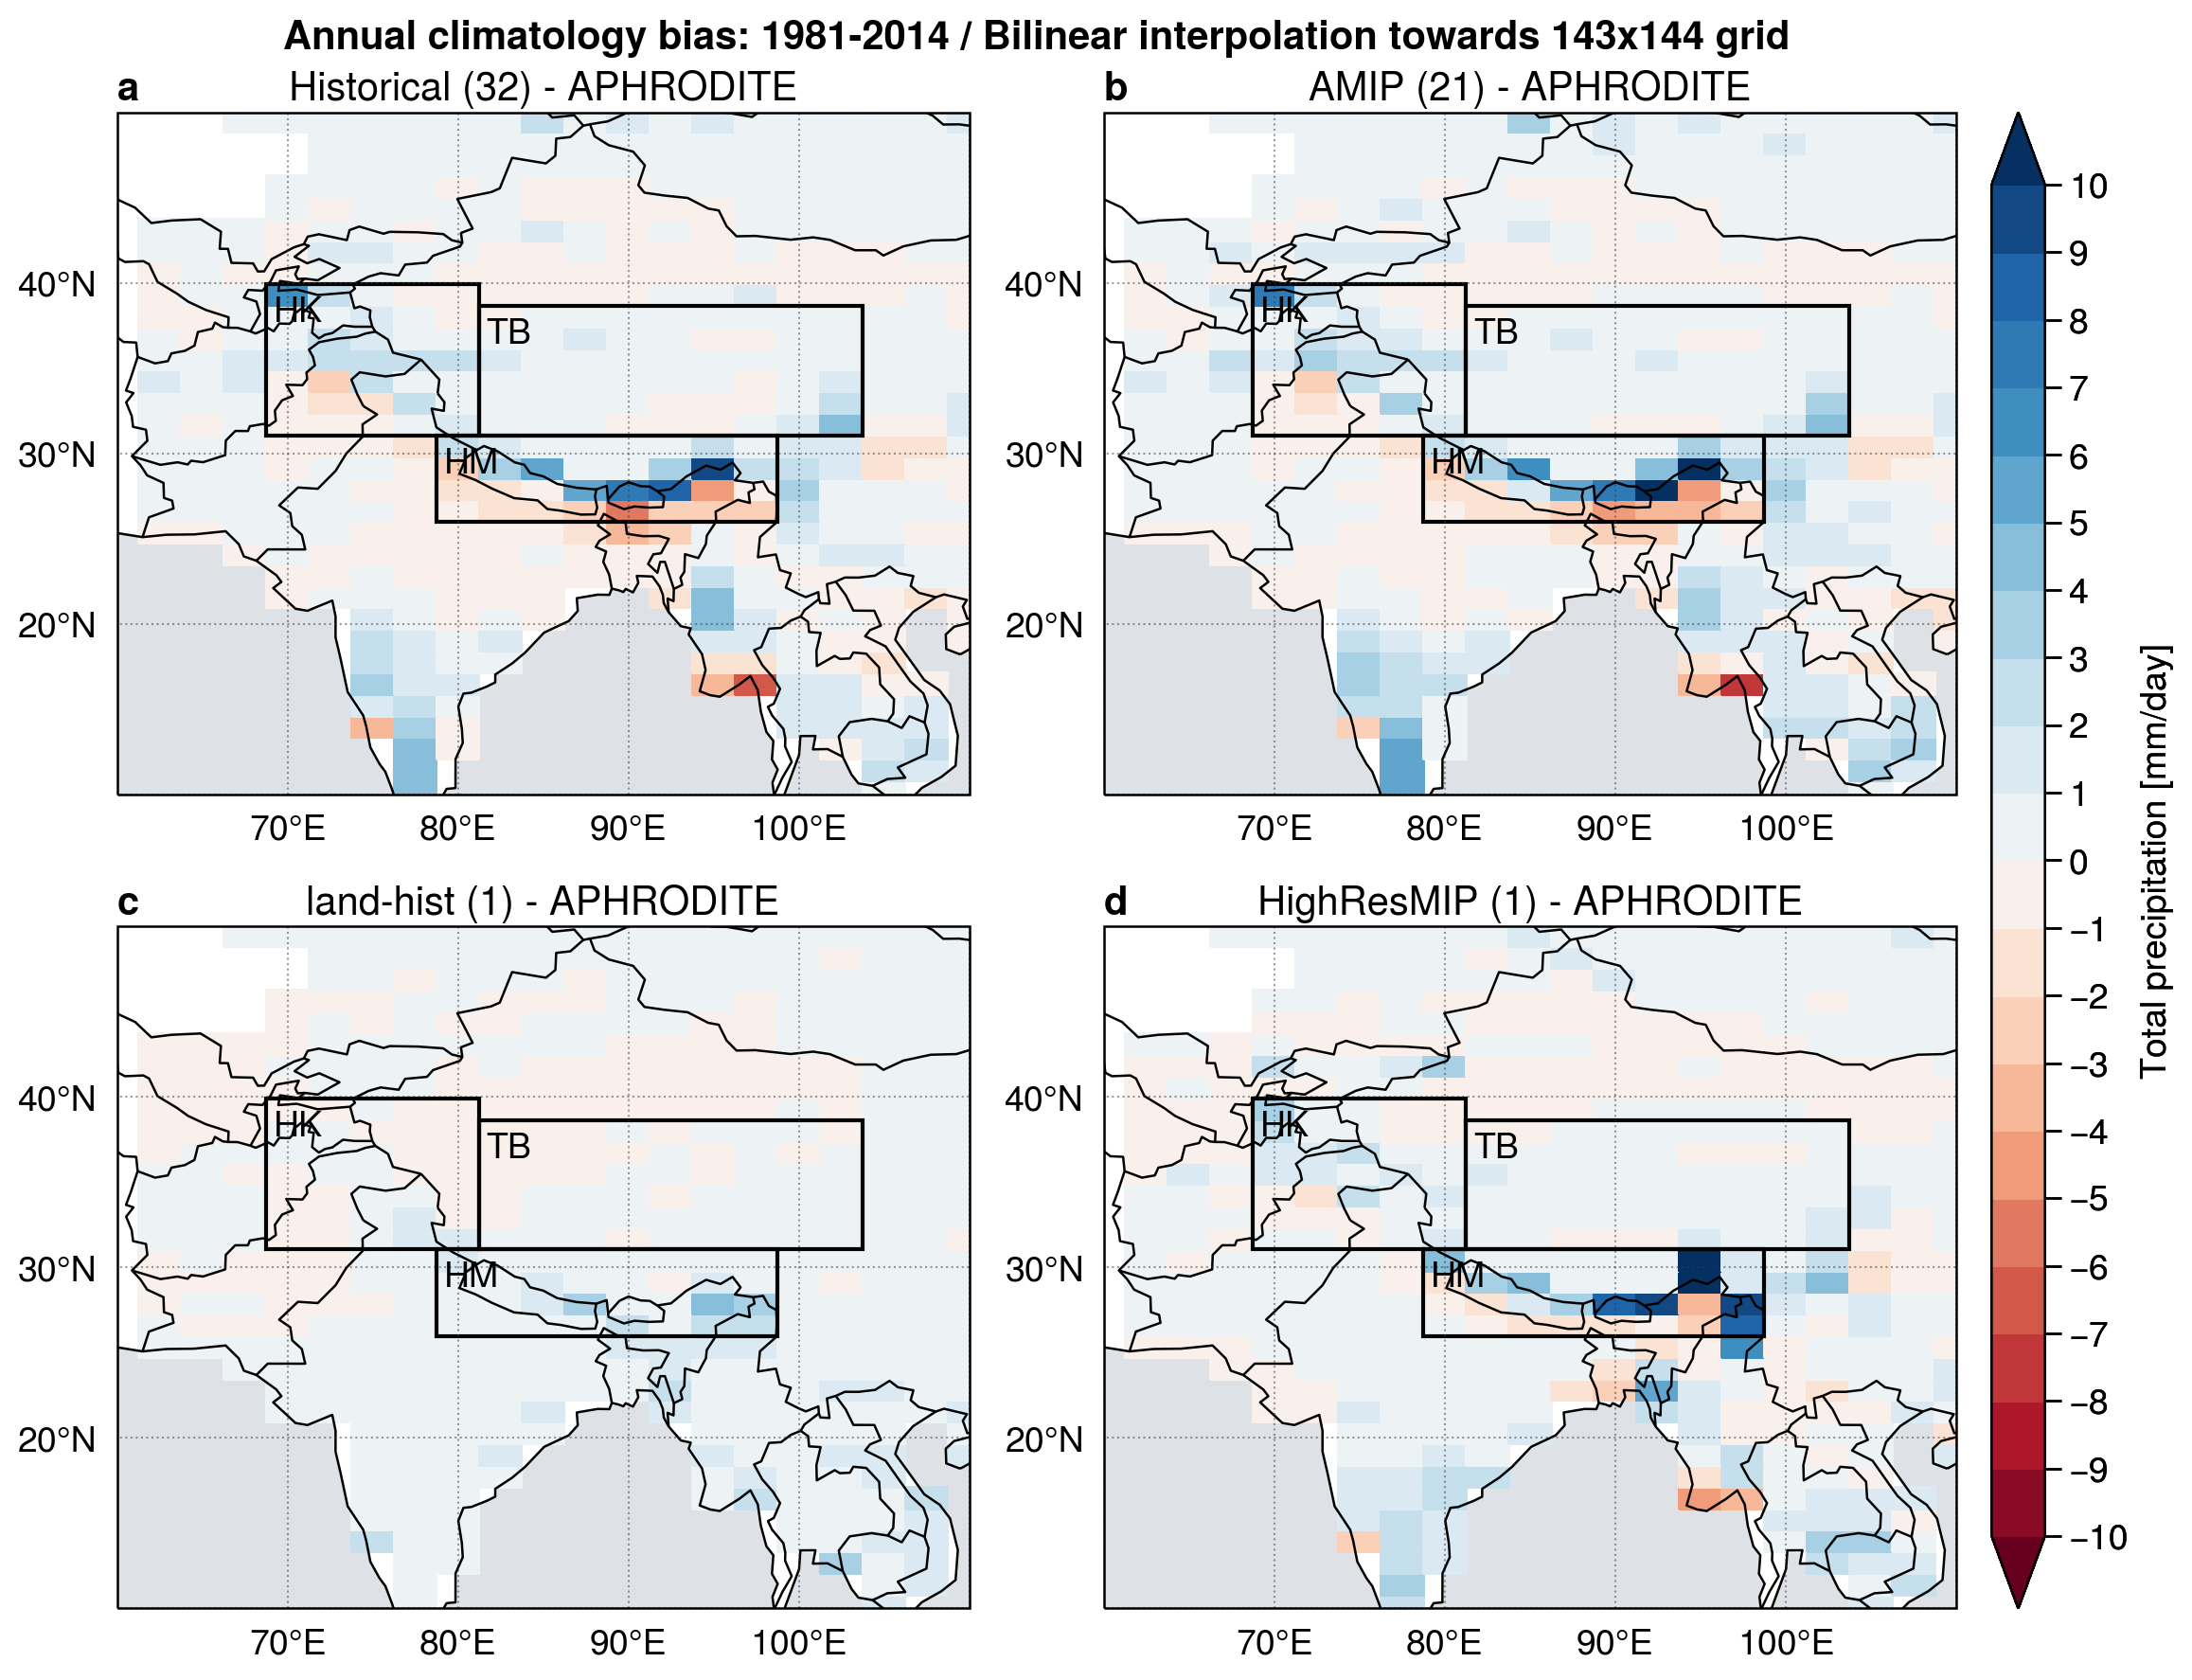 Annual climatology bias: 1981-2014 / Bilinear interpolation towards 143x144 grid
a
Historical (32) - APHRODITE
40°N
30°N
20°N
70°E
80°E
90°E
100°E
HK
TB
HM
b
AMIP (21) - APHRODITE
40°N
30°N
20°N
70°E
80°E
90°E
100°E
HK
TB
HM
c
land-hist (1) - APHRODITE
40°N
30°N
20°N
70°E
80°E
90°E
100°E
HK
TB
HM
d
HighResMIP (1) - APHRODITE
40°N
30°N
20°N
70°E
80°E
90°E
100°E
HK
TB
HM
10
9
8
7
6
5
4
3
2
1
0
−1
−2
−3
−4
−5
−6
−7
−8
−9
−10
Total precipitation [mm/day]